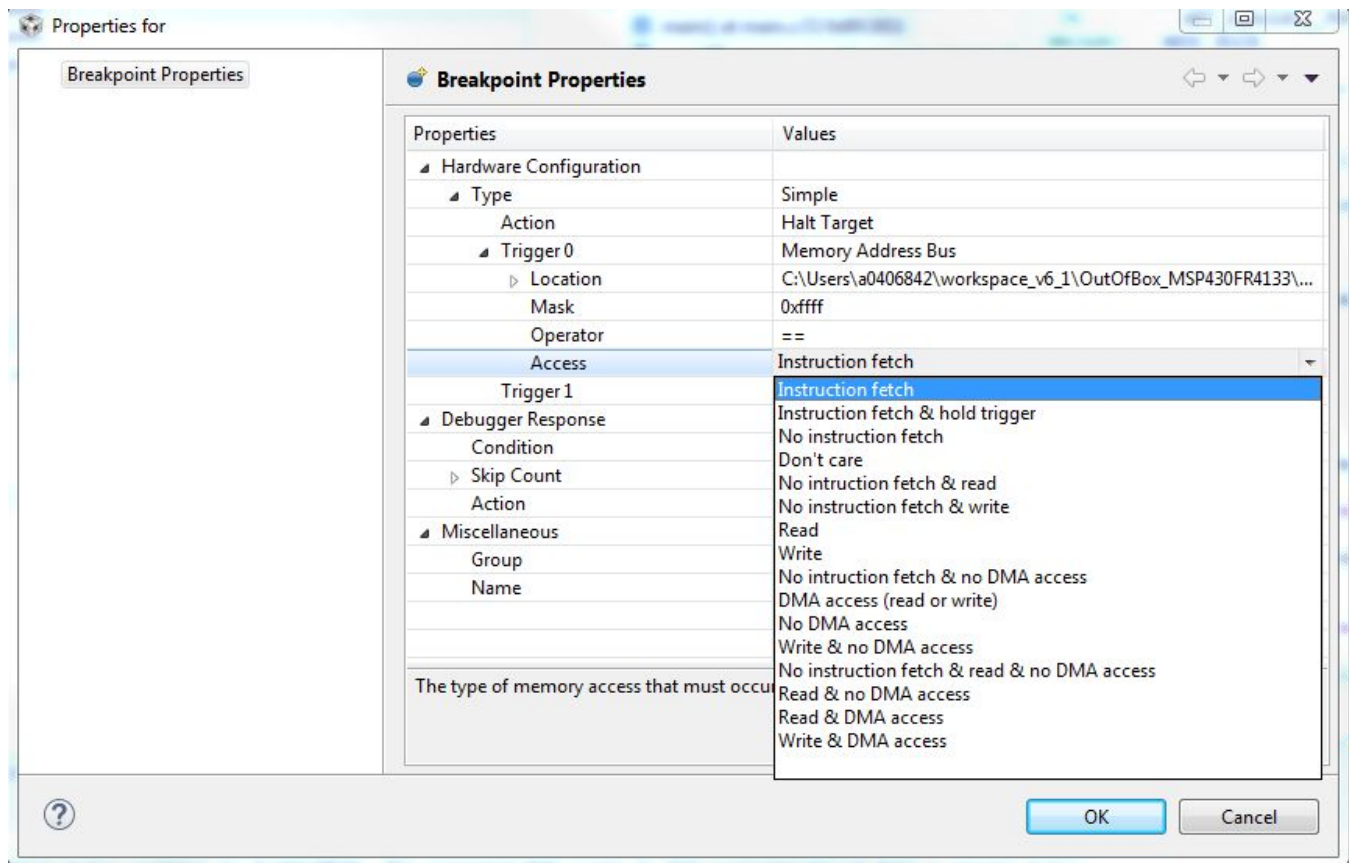 Properties for
Breakpoint Properties
Breakpoint Properties
Properties Values
Hardware Configuration
Type Simple
Action Halt Target
Trigger 0 Memory Address Bus
Location C:\Users\a0406842\workspace_v6_1\OutOfBox_MSP430FR4133\...
Mask 0xffff
Operator ==
Access Instruction fetch
Trigger 1
Debugger Response
Condition
Skip Count
Action
Miscellaneous
Group
Name
Instruction fetch
Instruction fetch & hold trigger
No instruction fetch
Don't care
No intruction fetch & read
No instruction fetch & write
Read
Write
No intruction fetch & no DMA access
DMA access (read or write)
No DMA access
Write & no DMA access
No instruction fetch & read & no DMA access
Read & no DMA access
Read & DMA access
Write & DMA access
The type of memory access that must occu
OK Cancel